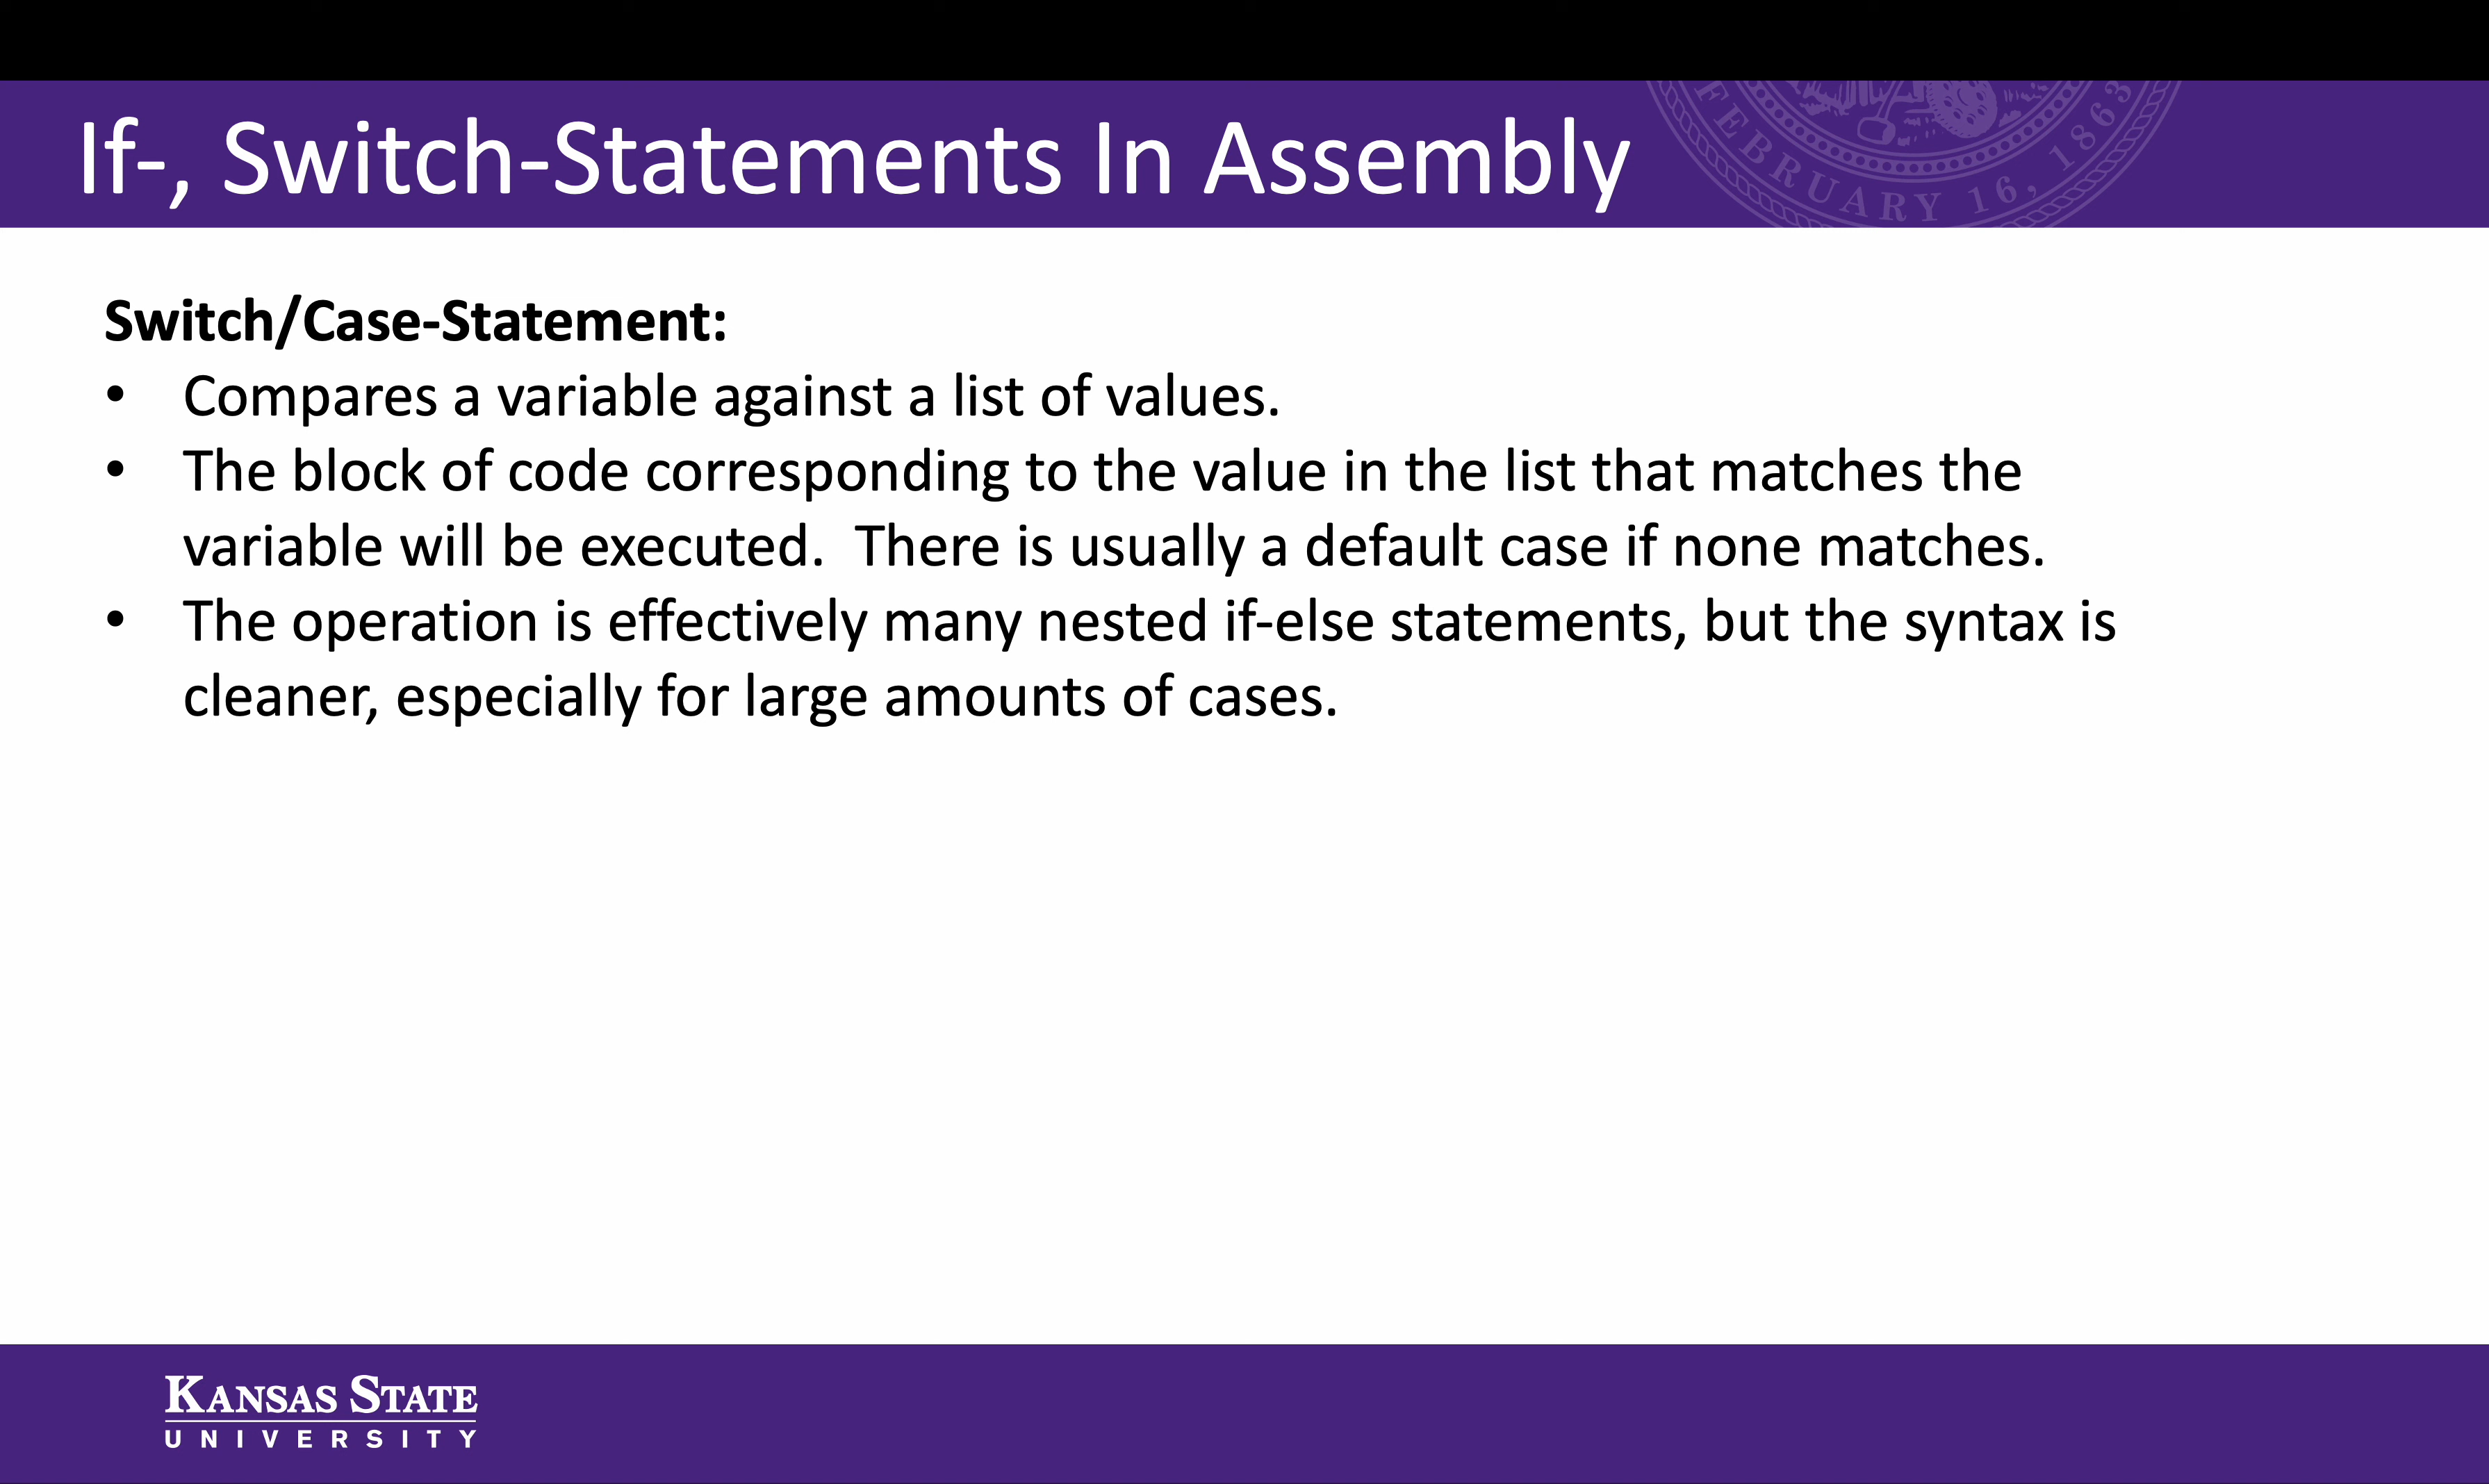 If-, Switch-Statements In Assembly
FEBRUARY 16, 1863
Switch/Case-Statement:
• Compares a variable against a list of values.
• The block of code corresponding to the value in the list that matches the
variable will be executed.  There is usually a default case if none matches.
• The operation is effectively many nested if-else statements, but the syntax is
cleaner, especially for large amounts of cases.
KANSAS STATE
UNIVERSITY